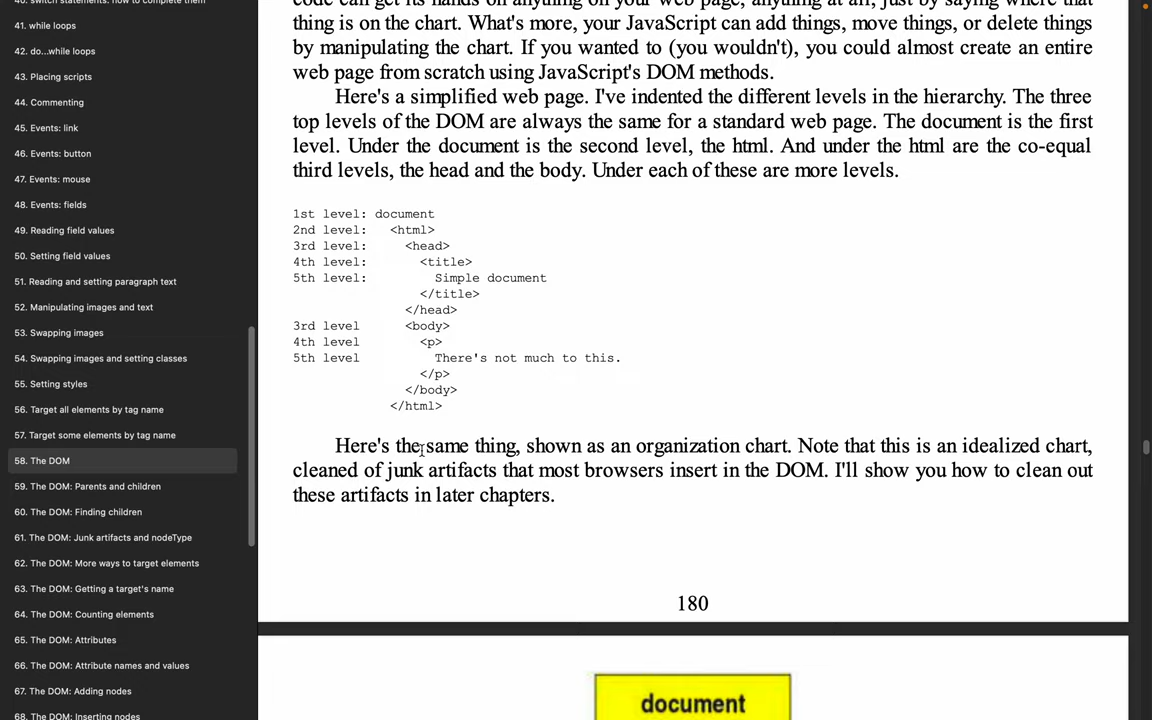 40. switch statements: how to complete them
41. while loops
42. do...while loops
43. Placing scripts
44. Commenting
45. Events: link
46. Events: button
47. Events: mouse
48. Events: fields
49. Reading field values
50. Setting field values
51. Reading and setting paragraph text
52. Manipulating images and text
53. Swapping images
54. Swapping images and setting classes
55. Setting styles
56. Target all elements by tag name
57. Target some elements by tag name
58. The DOM
59. The DOM: Parents and children
60. The DOM: Finding children
61. The DOM: Junk artifacts and nodeType
62. The DOM: More ways to target elements
63. The DOM: Getting a target's name
64. The DOM: Counting elements
65. The DOM: Attributes
66. The DOM: Attribute names and values
67. The DOM: Adding nodes
68. The DOM: Inserting nodes
code can get its hands on anything on your web page, anything at all, just by saying where that
thing is on the chart. What's more, your JavaScript can add things, move things, or delete things
by manipulating the chart. If you wanted to (you wouldn't), you could almost create an entire
web page from scratch using JavaScript's DOM methods.
Here's a simplified web page. I've indented the different levels in the hierarchy. The three
top levels of the DOM are always the same for a standard web page. The document is the first
level. Under the document is the second level, the html. And under the html are the co-equal
third levels, the head and the body. Under each of these are more levels.
1st level: document
2nd level: <html>
3rd level: <head>
4th level: <title>
5th level: Simple document
</title>
</head>
3rd level <body>
4th level <p>
5th level There's not much to this.
</p>
</body>
</html>
Here's the same thing, shown as an organization chart. Note that this is an idealized chart,
cleaned of junk artifacts that most browsers insert in the DOM. I'll show you how to clean out
these artifacts in later chapters.
180
document